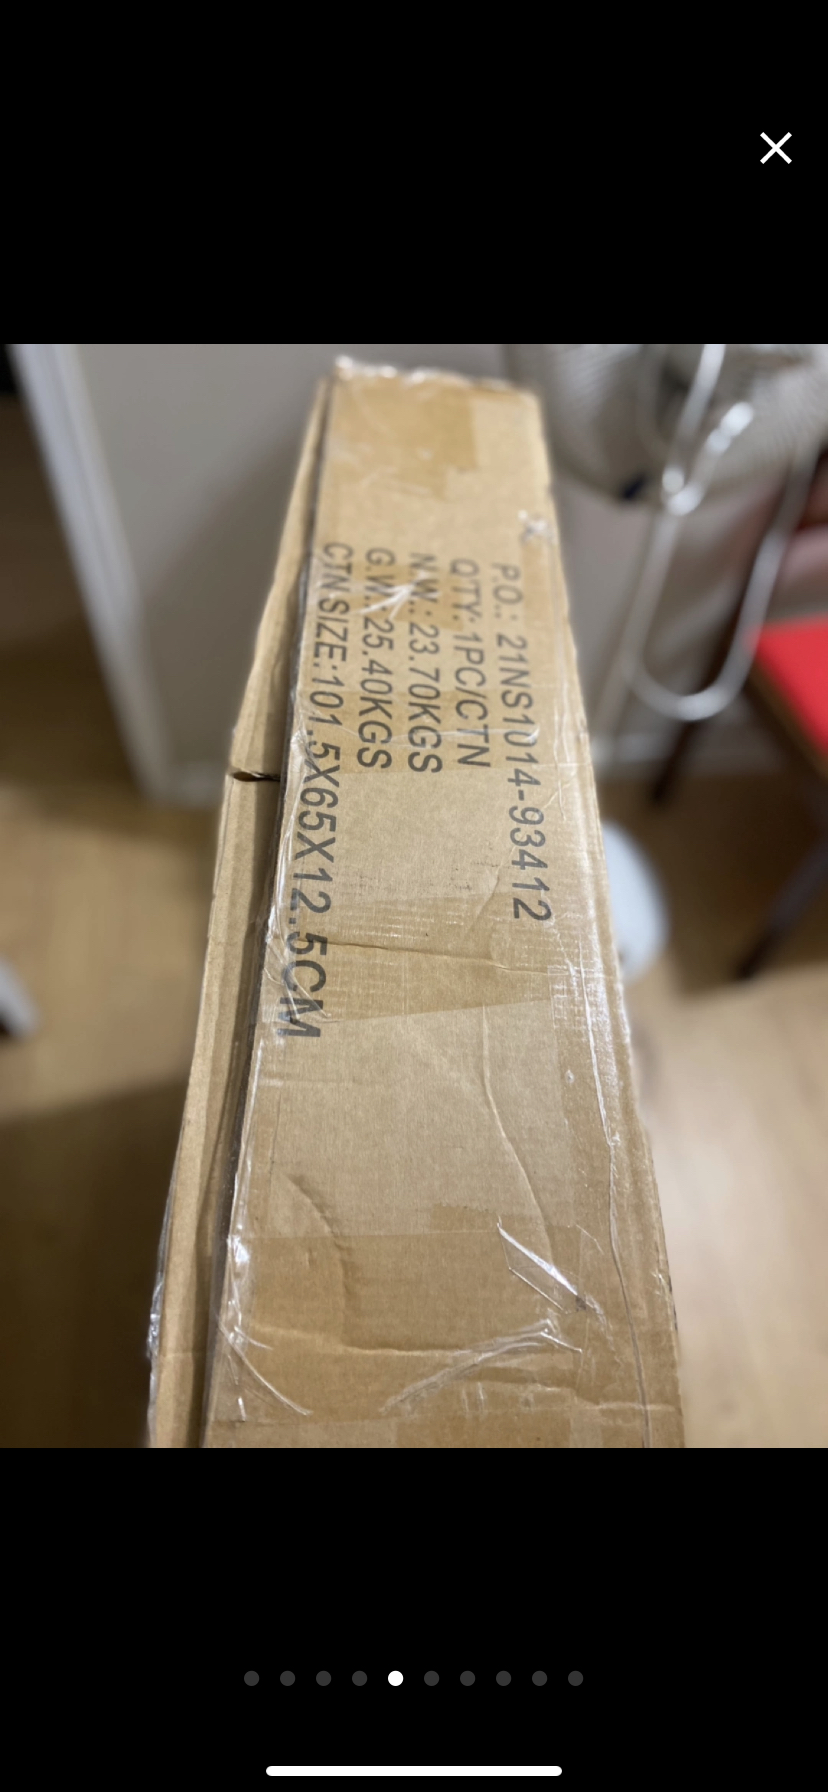 P.O.: 21NS1014-93412
QTY: 1PC/CTN
N.W.: 23.70KGS
G.W.: 25.40KGS
CTN SIZE:101.5X65X12.5CM